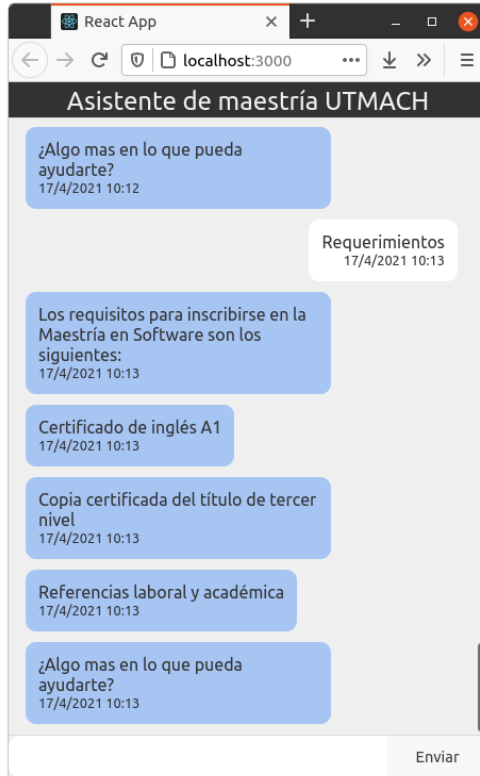 React App
localhost:3000
Asistente de maestría UTMACH
¿Algo mas en lo que pueda
ayudarte?
17/4/2021 10:12
Requerimientos
17/4/2021 10:13
Los requisitos para inscribirse en la
Maestría en Software son los
siguientes:
17/4/2021 10:13
Certificado de inglés A1
17/4/2021 10:13
Copia certificada del título de tercer
nivel
17/4/2021 10:13
Referencias laboral y académica
17/4/2021 10:13
¿Algo mas en lo que pueda
ayudarte?
17/4/2021 10:13
Enviar